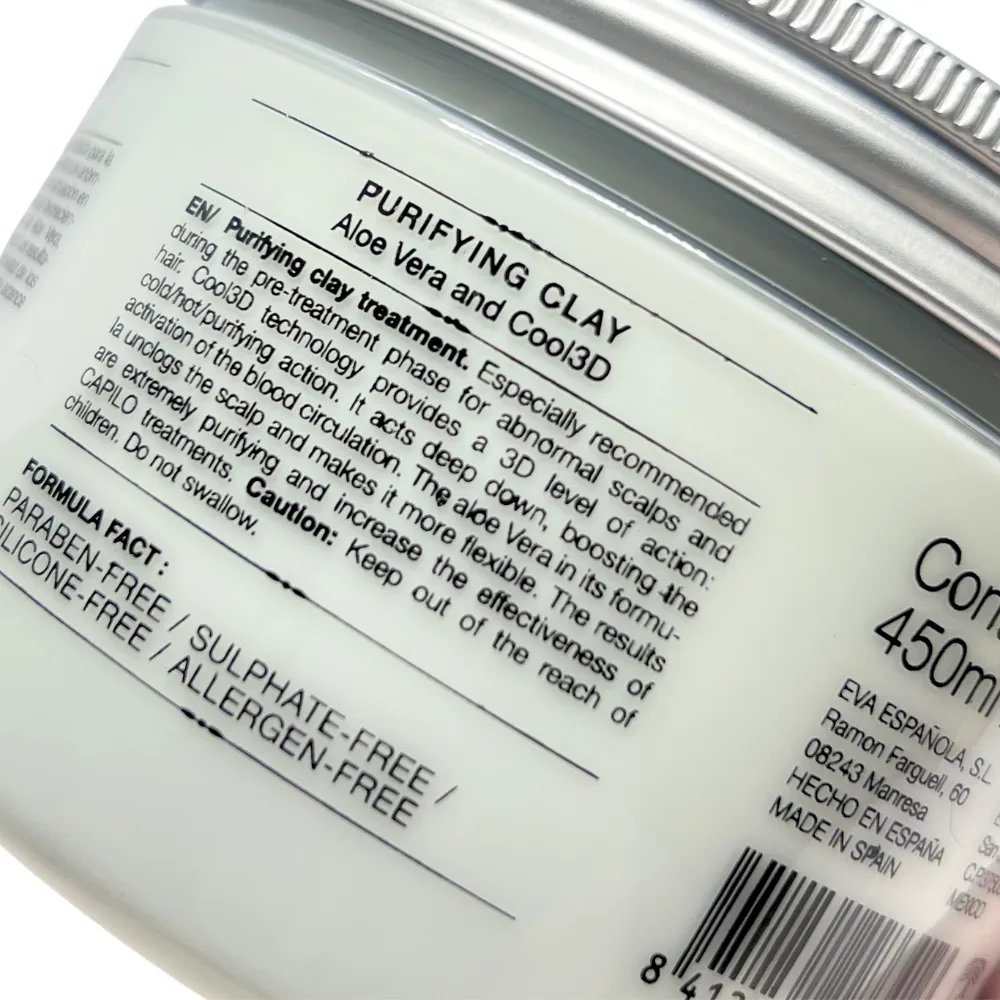 PURIFYING CLAY
Aloe Vera and Cool3D
EN/ Purifying clay treatment. Especially recommended
during the pre-treatment phase for abnormal scalps and
hair. Cool3D technology provides a 3D level of action:
cold/hot/purifying action. It acts deep down, boosting the
activation of the blood circulation. The aloe Vera in its formu-
la unclogs the scalp and makes it more flexible. The results
are extremely purifying and increase the effectiveness of
CAPILO treatments. Caution: Keep out of the reach of
children. Do not swallow.
FORMULA FACT :
PARABEN-FREE / SULPHATE-FREE /
SILICONE-FREE / ALLERGEN-FREE
450m
EVA ESPAÑOLA, S.L.
Ramon Farguell, 60
08243 Manresa
HECHO EN ESPAÑA
MADE IN SPAIN
MEXICO
8 412